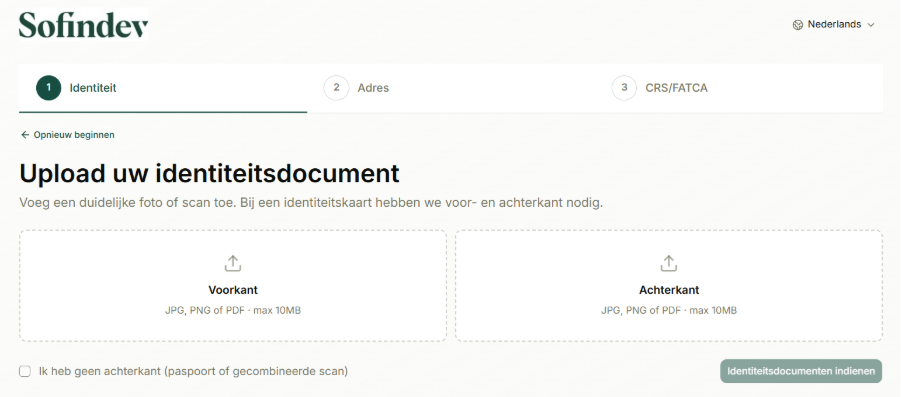 Sofindev
Nederlands
1 Identiteit
2 Adres
3 CRS/FATCA
← Opnieuw beginnen
Upload uw identiteitsdocument
Voeg een duidelijke foto of scan toe. Bij een identiteitskaart hebben we voor- en achterkant nodig.
Voorkant
JPG, PNG of PDF · max 10MB
Achterkant
JPG, PNG of PDF · max 10MB
Ik heb geen achterkant (paspoort of gecombineerde scan)
Identiteitsdocumenten indienen